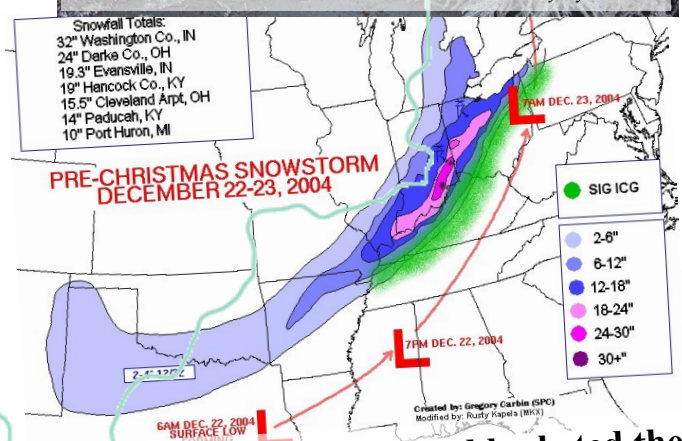 Snowfall Totals:
32" Washington Co., IN
24" Darke Co., OH
19.3" Evansville, IN
19" Hancock Co., KY
15.5" Cleveland Arpt, OH
14" Paducah, KY
10" Port Huron, MI
PRE-CHRISTMAS SNOWSTORM
DECEMBER 22-23, 2004
7AM DEC. 23, 2004
L
SIG ICG
2-6"
6-12"
12-18"
18-24"
24-30"
30+"
7PM DEC. 22, 2004
L
6AM DEC. 22, 2004
SURFACE LOW
Created by: Gregory Carbin (SPC)
Modified by: Rusty Kapela (MKX)
the